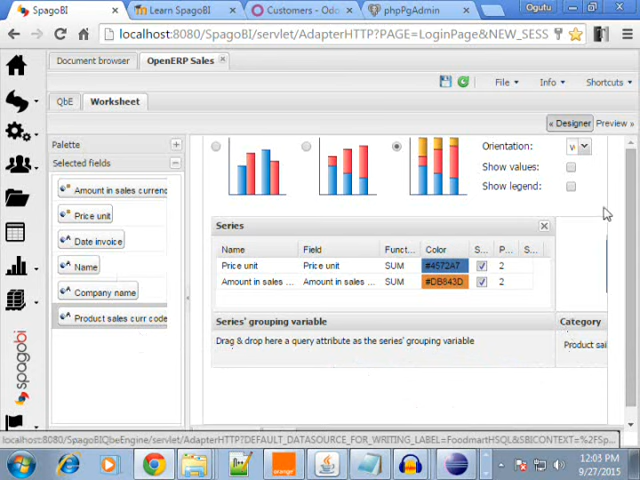 SpagoBI
Learn SpagoBI
Customers - Odo
phpPgAdmin
Ogutu
localhost:8080/SpagoBI/servlet/AdapterHTTP?PAGE=LoginPage&NEW_SESS
Document browser
OpenERP Sales
File
Info
Shortcuts
QbE
Worksheet
« Designer
Preview »
Palette
Selected fields
Amount in sales currenc
Price unit
Date invoice
Name
Company name
Product sales curr code
Orientation:
Show values:
Show legend:
Series
Name Field Funct... Color S... P... S...
Price unit Price unit SUM #4572A7 2
Amount in sales ... Amount in sales ... SUM #DB843D 2
Series' grouping variable
Category
Drag & drop here a query attribute as the series' grouping variable
Product sal
spagobi
localhost:8080/SpagoBIQbeEngine/servlet/AdapterHTTP?DEFAULT_DATASOURCE_FOR_WRITING_LABEL=FoodmartHSQL&SBICONTEXT=%2FSp...
orange
12:03 PM
9/27/2015